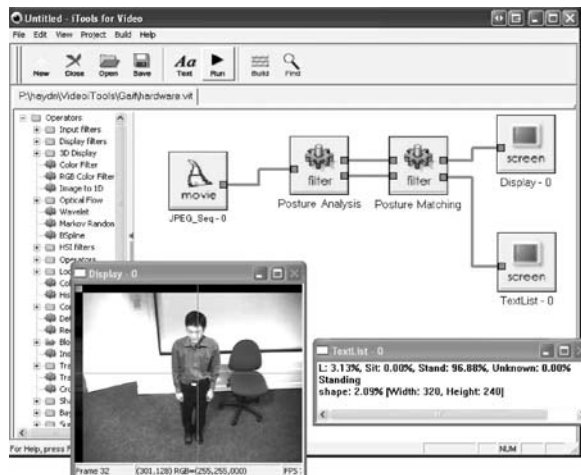 Untitled - iTools for Video
File Edit View Project Build Help
New Close Open Save Text Run Build Find
Aa
P:\haydn\VideoiTools\Gait\hardware.vit
Operators
Input filters
Display filters
3D Display
Color Filter
RGB Color Filter
Image to 1D
Optical Flow
Wavelet
Markov Random
BSpline
HSI filters
Operators
movie
JPEG_Seq - 0
filter
Posture Analysis
filter
Posture Matching
screen
Display - 0
screen
TextList - 0
Display - 0
Frame 32 (301,128) RGB=(255,255,000) FPS :
TextList - 0
L: 3.13%, Sit: 0.00%, Stand: 96.88%, Unknown: 0.00%
Standing
shape: 2.09% [Width: 320, Height: 240]
For Help, press F
NUM